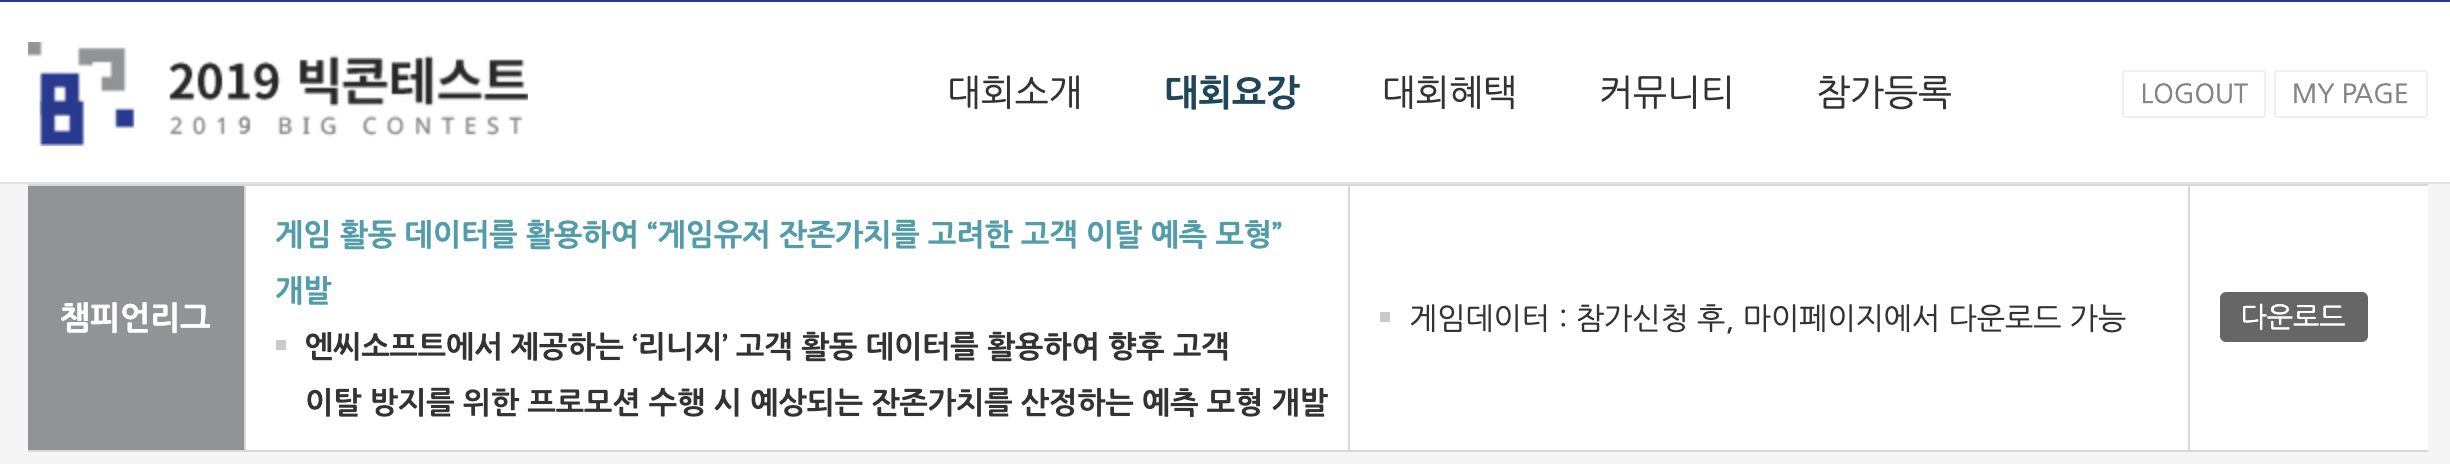 2019 빅콘테스트
2019 BIG CONTEST
대회소개 대회요강 대회혜택 커뮤니티 참가등록
LOGOUT MY PAGE
챔피언리그
게임 활동 데이터를 활용하여 “게임유저 잔존가치를 고려한 고객 이탈 예측 모형”
개발
엔씨소프트에서 제공하는 ‘리니지’ 고객 활동 데이터를 활용하여 향후 고객
이탈 방지를 위한 프로모션 수행 시 예상되는 잔존가치를 산정하는 예측 모형 개발
게임데이터 : 참가신청 후, 마이페이지에서 다운로드 가능
다운로드